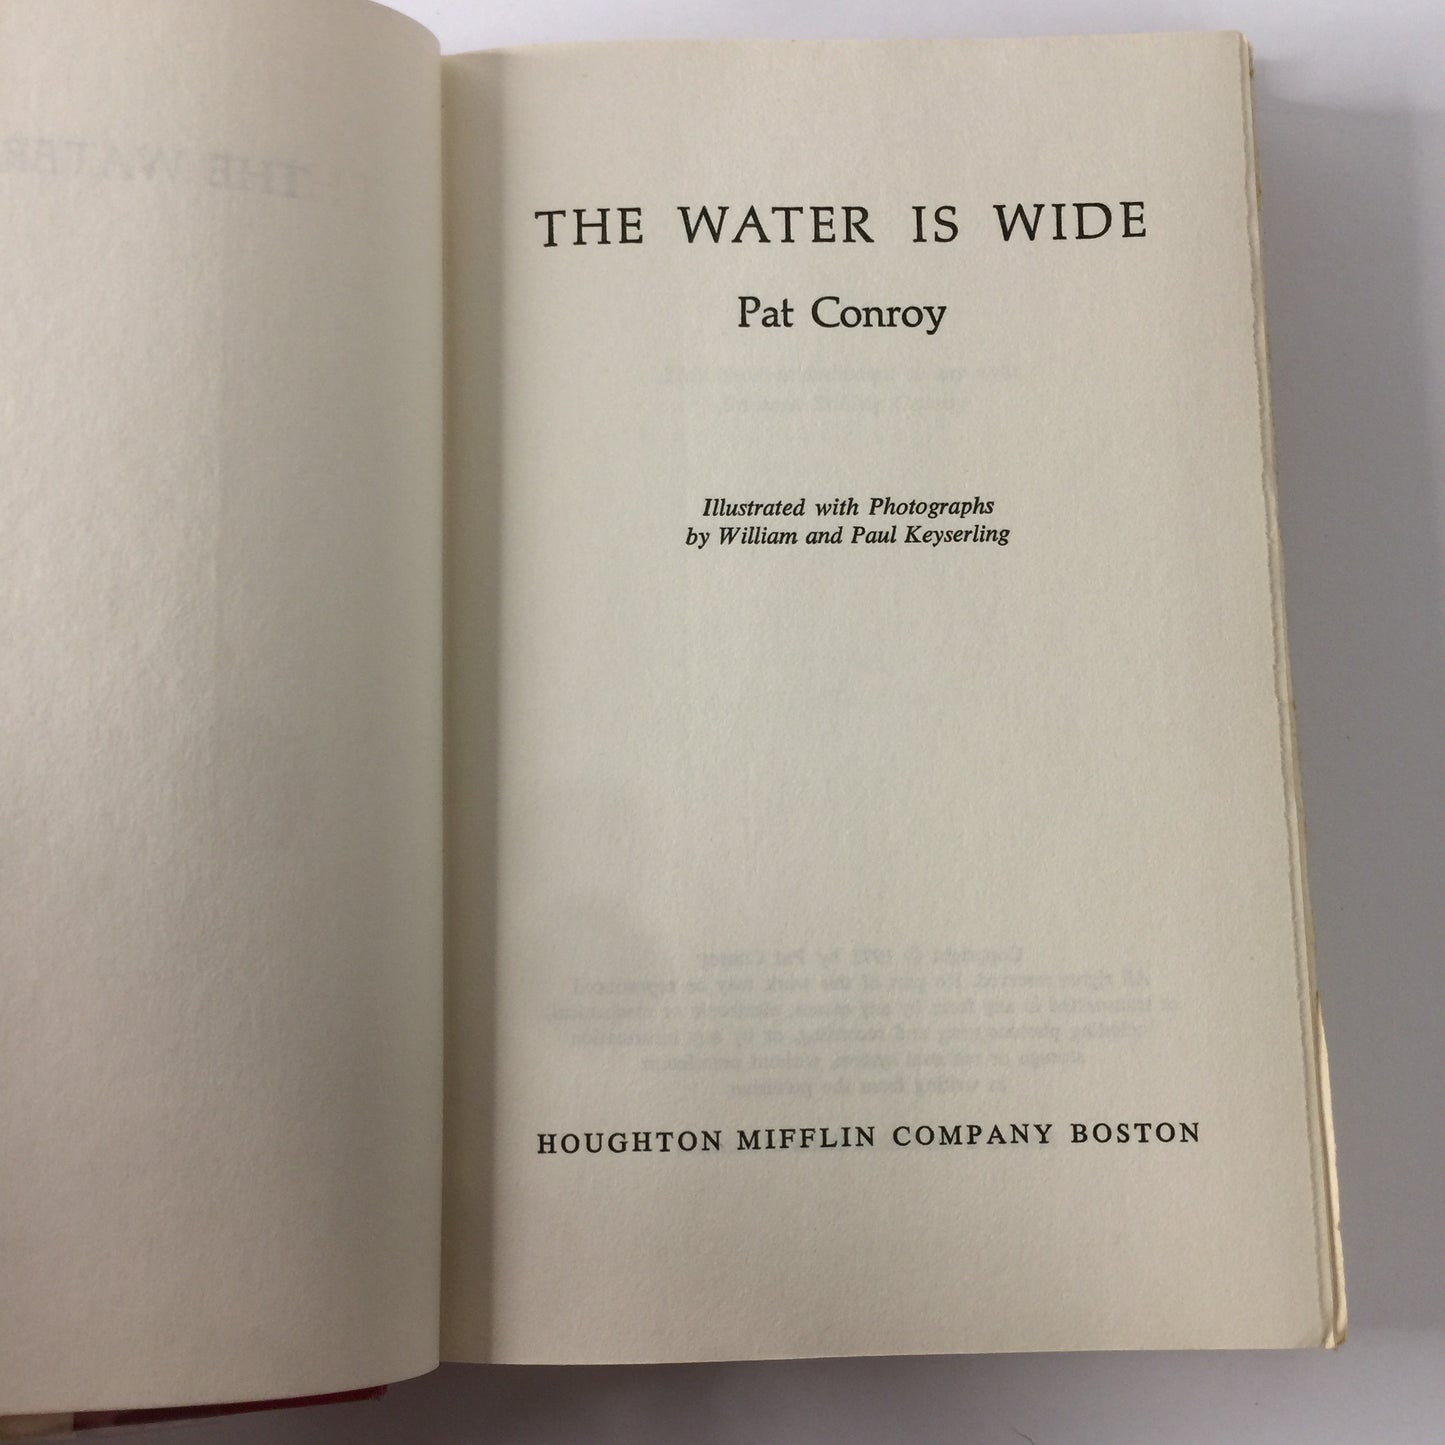 THE WATER IS WIDE
Pat Conroy
Illustrated with Photographs
by William and Paul Keyserling
HOUGHTON MIFFLIN COMPANY BOSTON